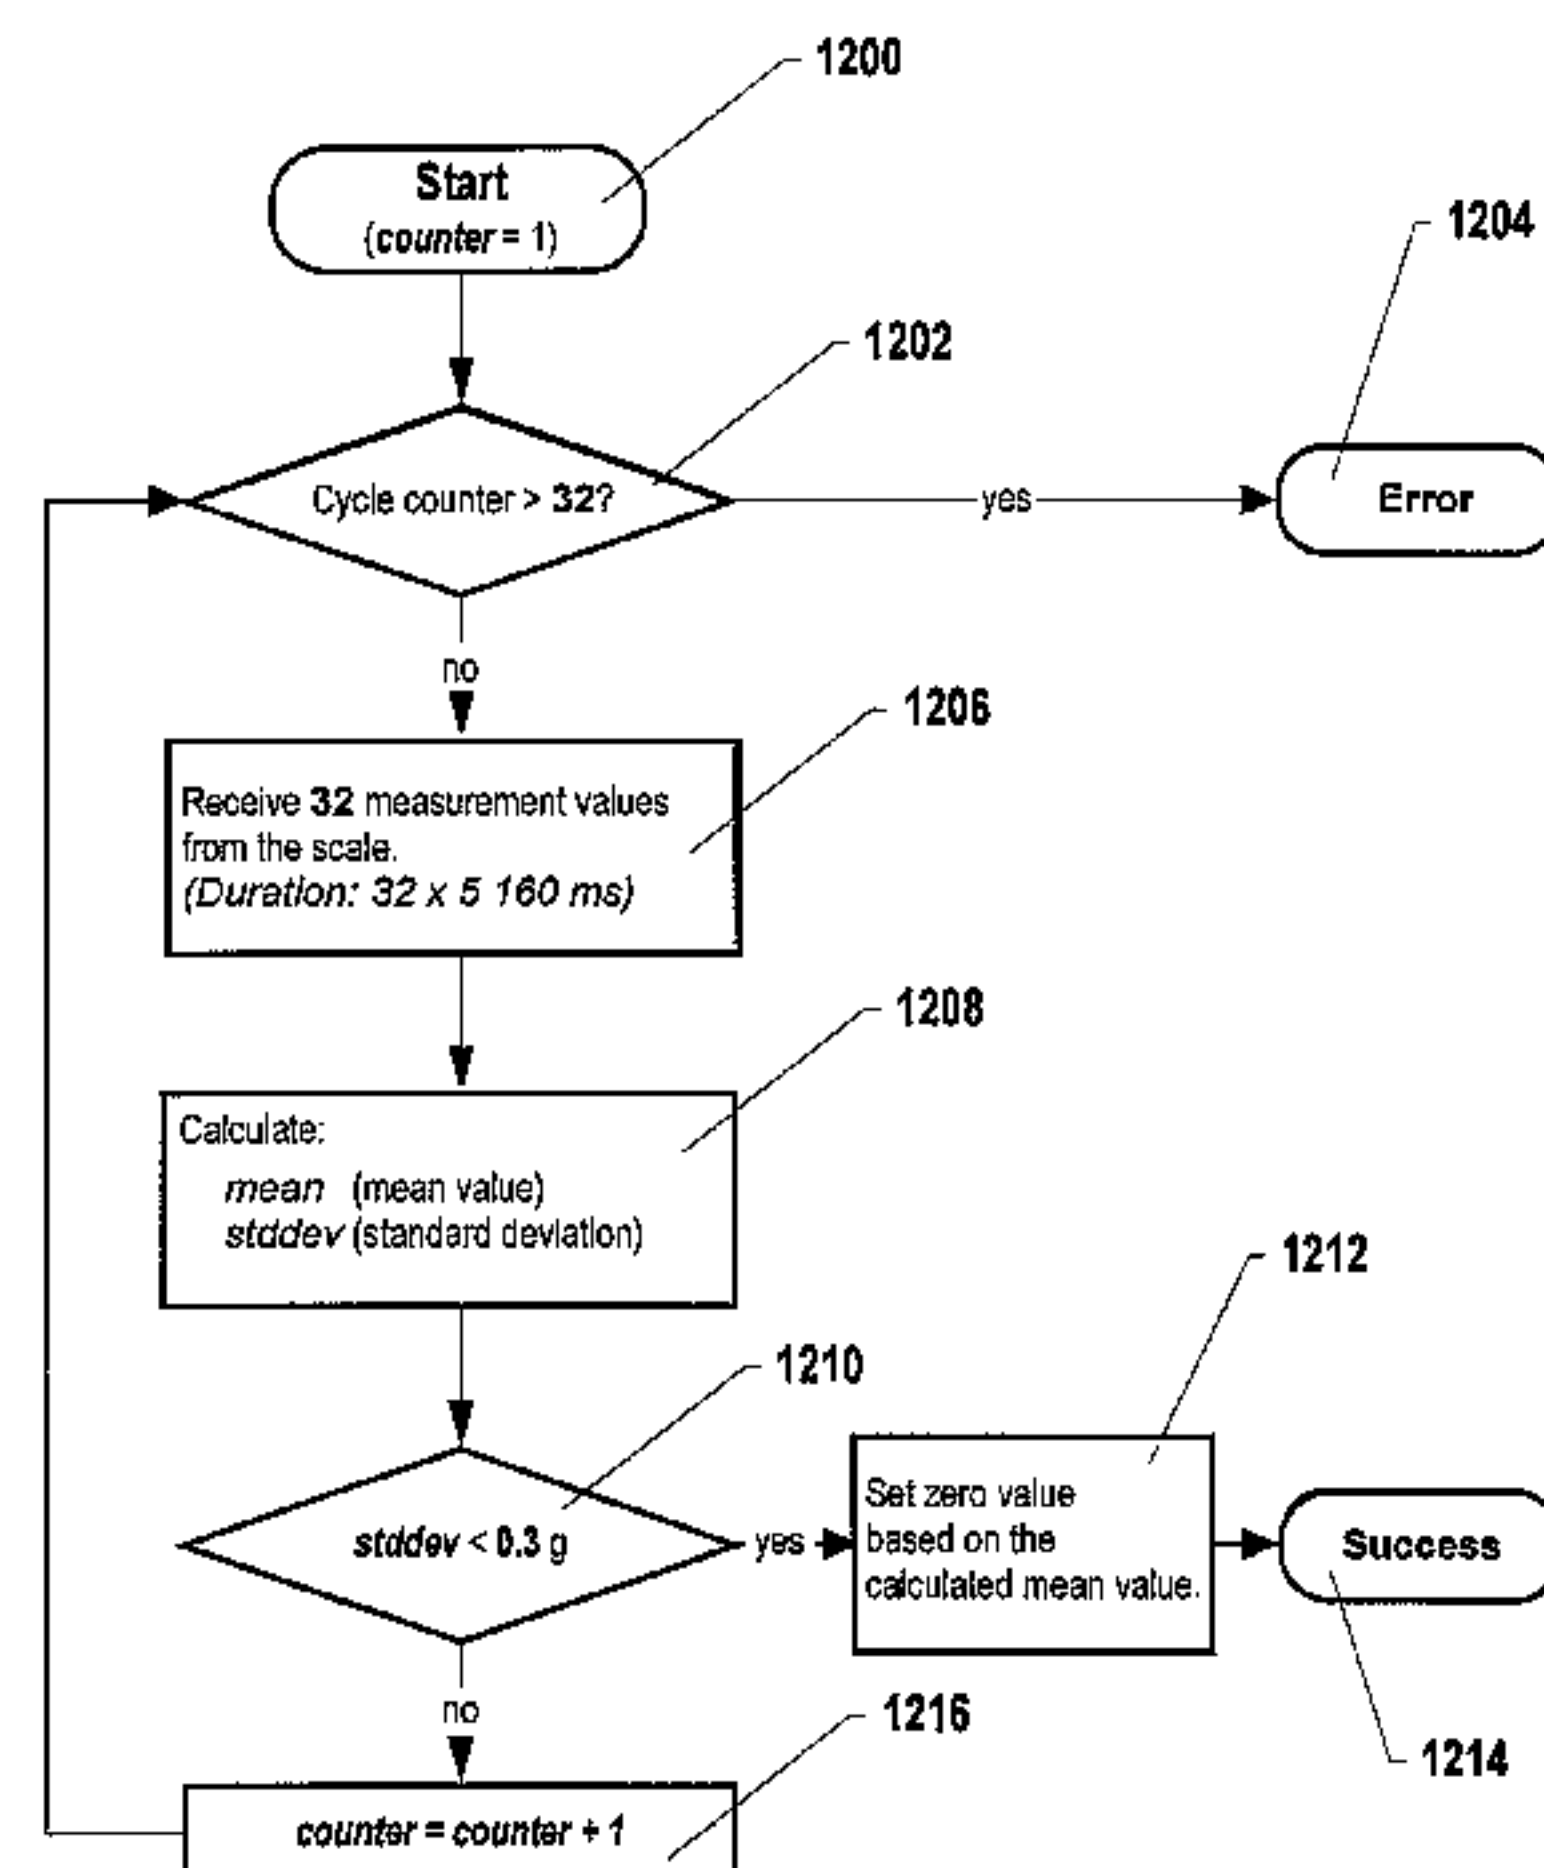 1200
Start
(counter = 1)
1204
1202
Cycle counter > 32?
yes
Error
no
1206
Receive 32 measurement values
from the scale.
(Duration: 32 x 5 160 ms)
1208
Calculate:
mean (mean value)
stddev (standard deviation)
1212
1210
stddev < 0.3 g
yes
Set zero value
based on the
calculated mean value.
Success
no
1216
1214
counter = counter + 1